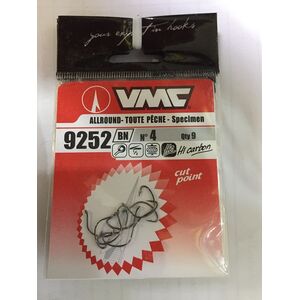 your expert in hooks
VMC
ALLROUND - TOUTE PÊCHE - Specimen
9252 BN N° 4 Qty 9
Hi carbon
cut
point